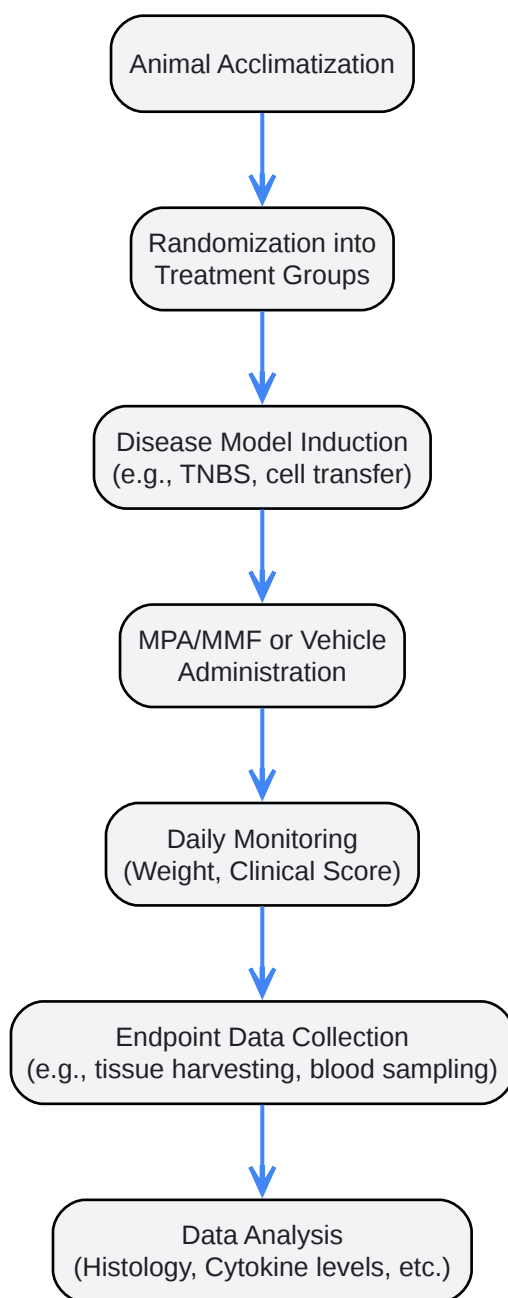 Animal Acclimatization
Randomization into
Treatment Groups
Disease Model Induction
(e.g., TNBS, cell transfer)
MPA/MMF or Vehicle
Administration
Daily Monitoring
(Weight, Clinical Score)
Endpoint Data Collection
(e.g., tissue harvesting, blood sampling)
Data Analysis
(Histology, Cytokine levels, etc.)